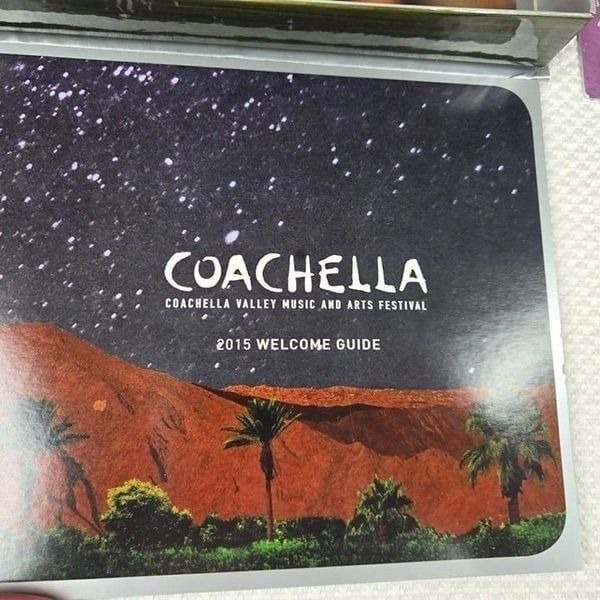 COACHELLA
COACHELLA VALLEY MUSIC AND ARTS FESTIVAL
2015 WELCOME GUIDE